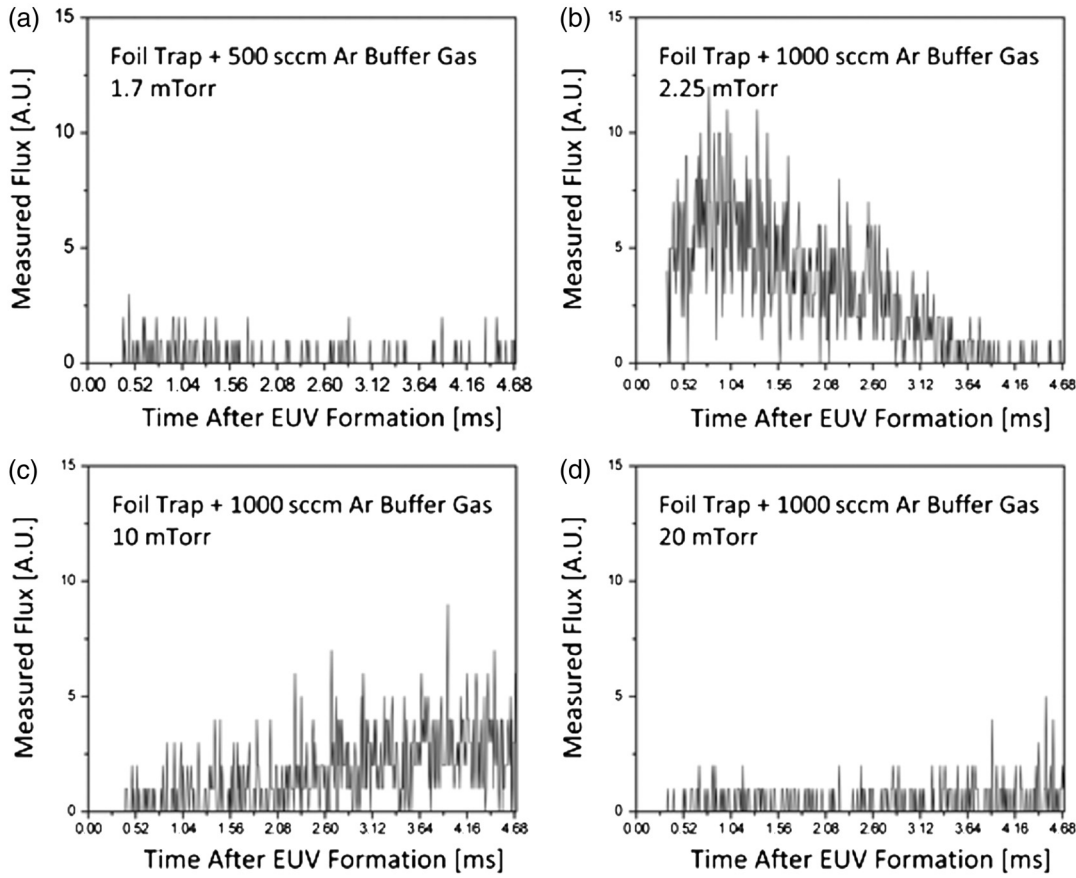 (a)
15
10
5
0
Measured Flux [A.U.]
Foil Trap + 500 sccm Ar Buffer Gas
1.7 mTorr
0.00 0.52 1.04 1.56 2.08 2.60 3.12 3.64 4.16 4.68
Time After EUV Formation [ms]
(b)
15
10
5
0
Measured Flux [A.U.]
Foil Trap + 1000 sccm Ar Buffer Gas
2.25 mTorr
0.00 0.52 1.04 1.56 2.08 2.60 3.12 3.64 4.16 4.68
Time After EUV Formation [ms]
(c)
15
10
5
0
Measured Flux [A.U.]
Foil Trap + 1000 sccm Ar Buffer Gas
10 mTorr
0.00 0.52 1.04 1.56 2.08 2.60 3.12 3.64 4.16 4.68
Time After EUV Formation [ms]
(d)
15
10
5
0
Measured Flux [A.U.]
Foil Trap + 1000 sccm Ar Buffer Gas
20 mTorr
0.00 0.52 1.04 1.56 2.08 2.60 3.12 3.64 4.16 4.68
Time After EUV Formation [ms]